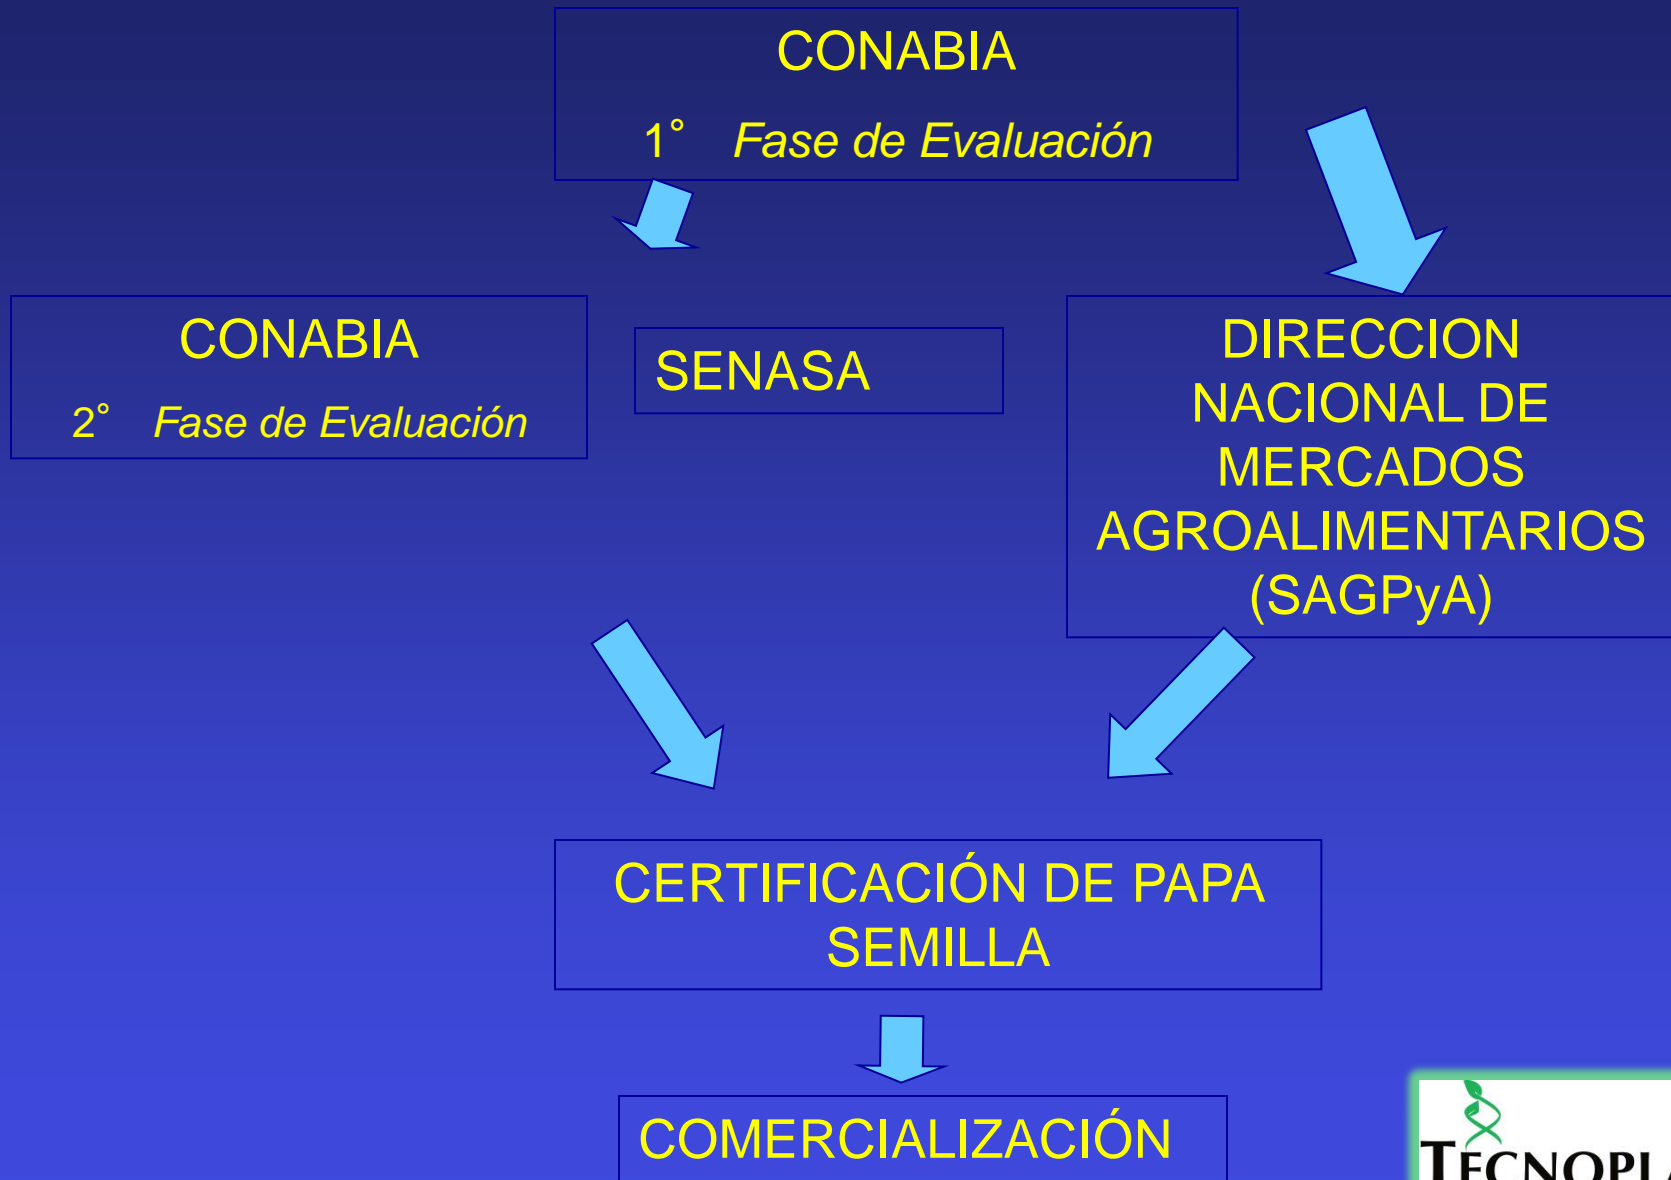 CONABIA
1° Fase de Evaluación
CONABIA
2° Fase de Evaluación
SENASA
DIRECCION
NACIONAL DE
MERCADOS
AGROALIMENTARIOS
(SAGPyA)
CERTIFICACIÓN DE PAPA
SEMILLA
COMERCIALIZACIÓN